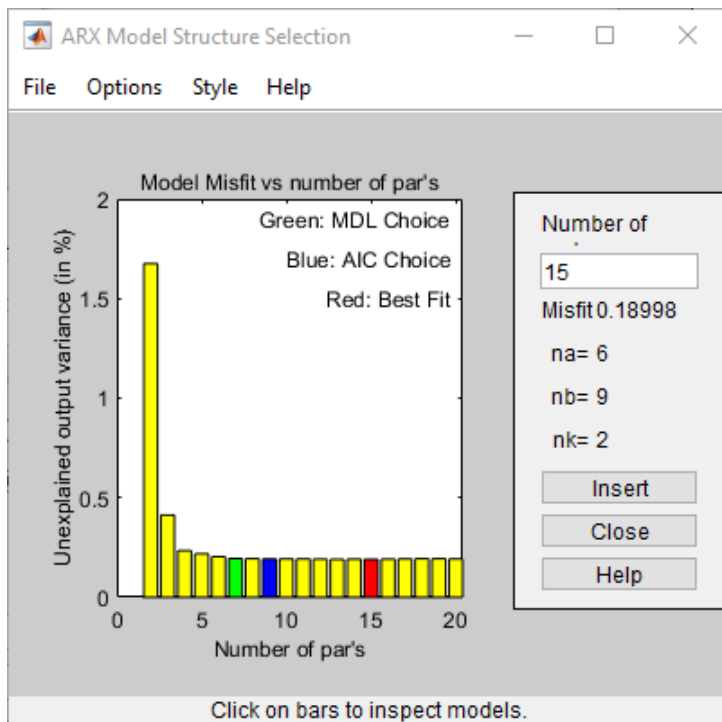 ARX Model Structure Selection
File Options Style Help
Model Misfit vs number of par's
Green: MDL Choice
Blue: AIC Choice
Red: Best Fit
Unexplained output variance (in %)
2
1.5
1
0.5
0
0 5 10 15 20
Number of par's
Number of
15
Misfit 0.18998
na= 6
nb= 9
nk= 2
Insert
Close
Help
Click on bars to inspect models.